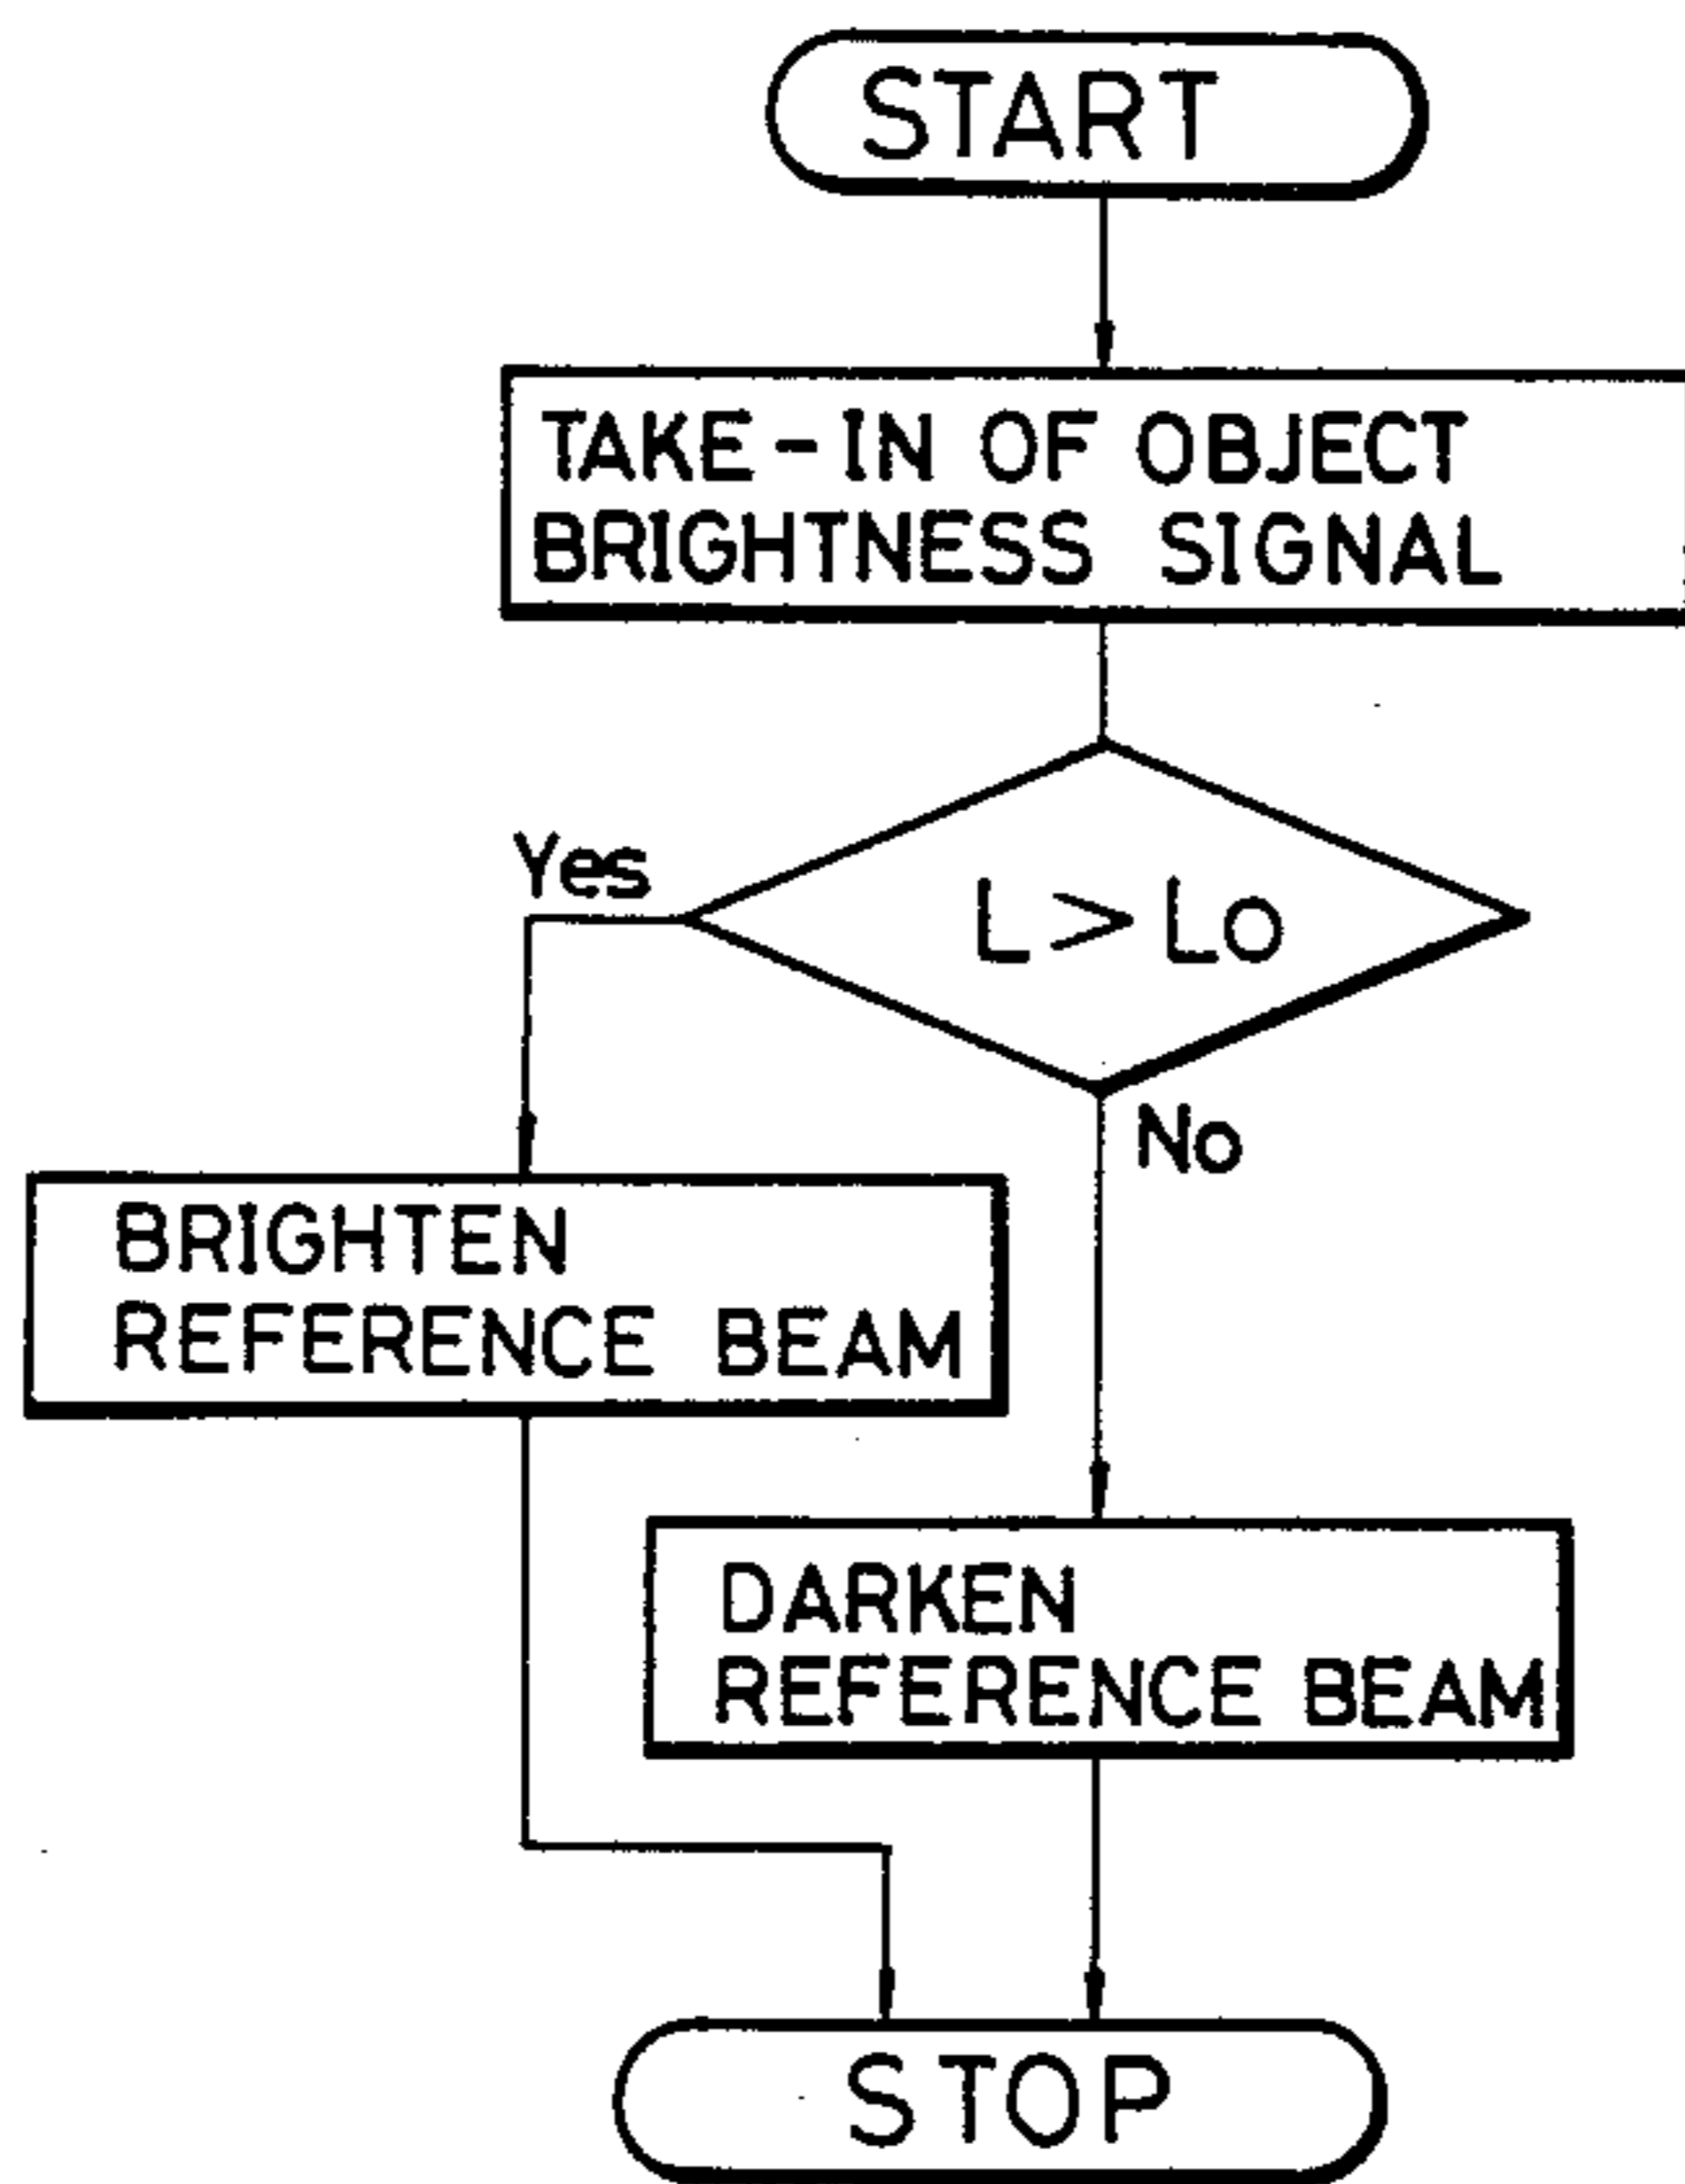 START
TAKE-IN OF OBJECT
BRIGHTNESS SIGNAL
Yes
L > Lo
No
BRIGHTEN
REFERENCE BEAM
DARKEN
REFERENCE BEAM
STOP